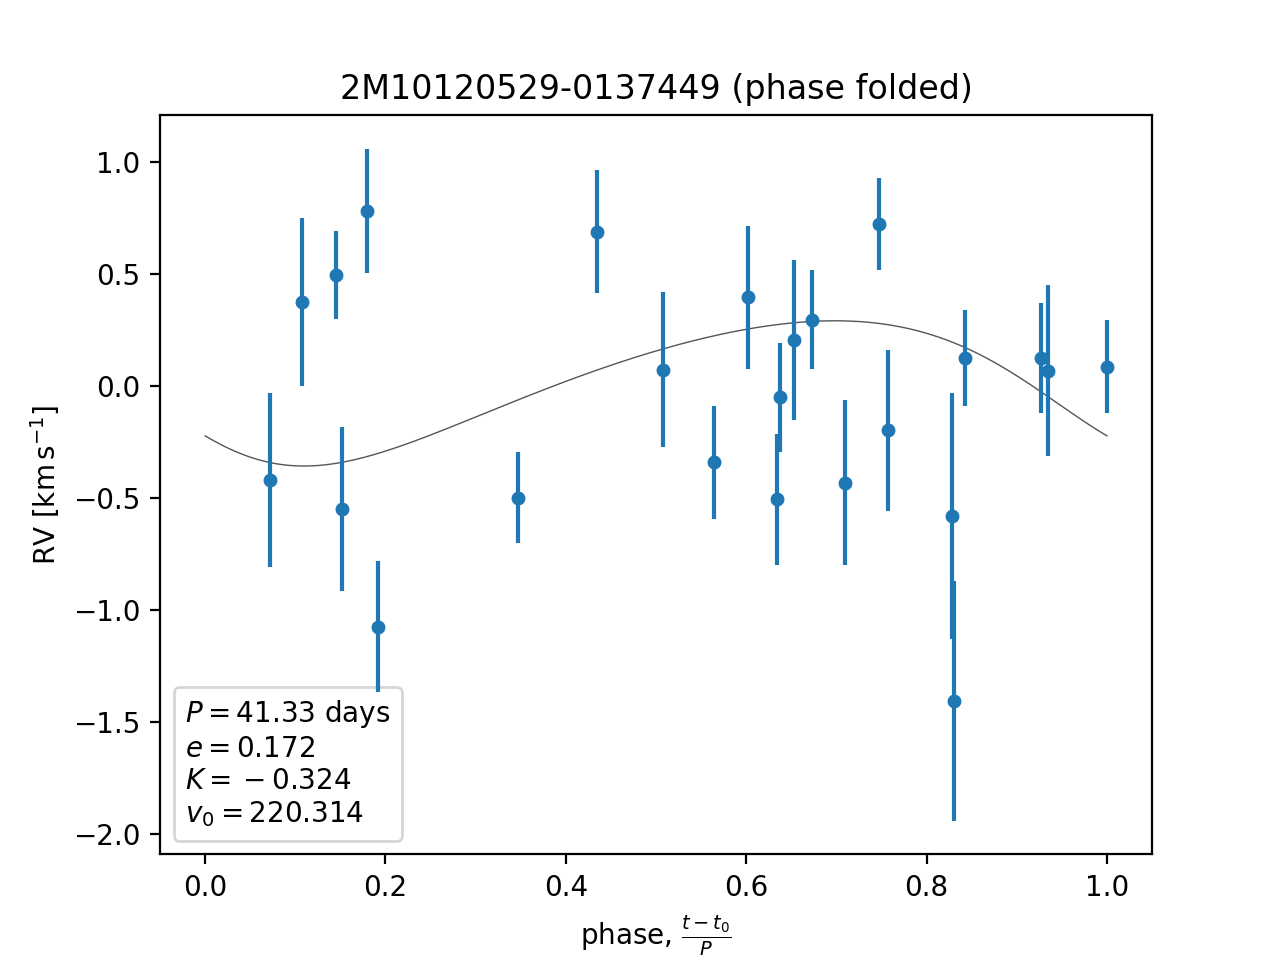 2M10120529-0137449 (phase folded)
RV [km s⁻¹]
1.0
0.5
0.0
−0.5
−1.0
−1.5
−2.0
P = 41.33 days
e = 0.172
K = −0.324
v₀ = 220.314
0.0 0.2 0.4 0.6 0.8 1.0
phase, (t − t₀)/P